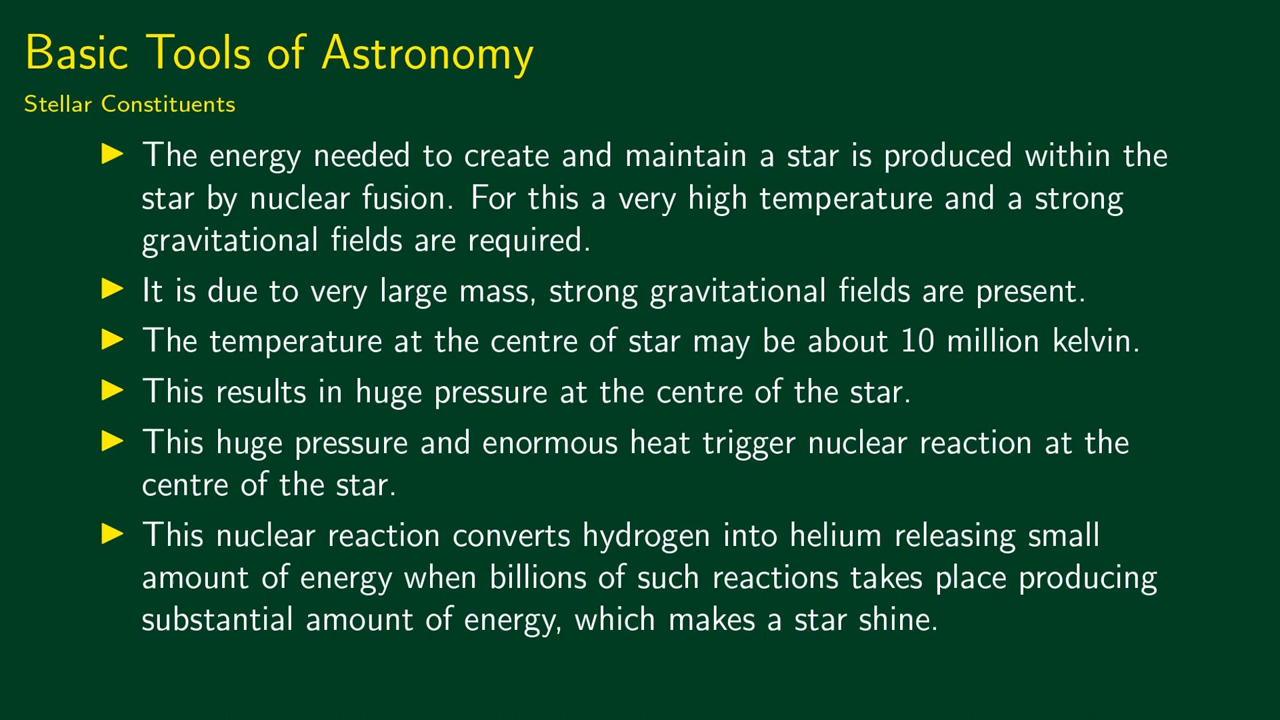 Basic Tools of Astronomy
Stellar Constituents
The energy needed to create and maintain a star is produced within the
star by nuclear fusion. For this a very high temperature and a strong
gravitational fields are required.
It is due to very large mass, strong gravitational fields are present.
The temperature at the centre of star may be about 10 million kelvin.
This results in huge pressure at the centre of the star.
This huge pressure and enormous heat trigger nuclear reaction at the
centre of the star.
This nuclear reaction converts hydrogen into helium releasing small
amount of energy when billions of such reactions takes place producing
substantial amount of energy, which makes a star shine.